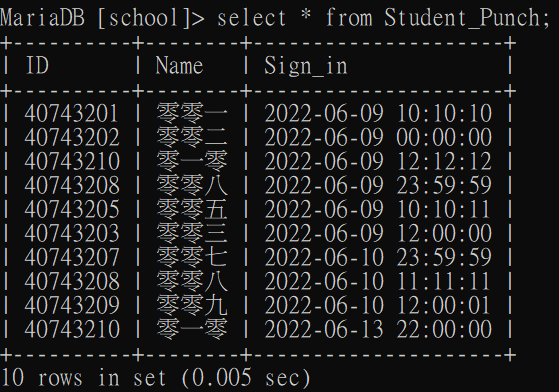 MariaDB [school]> select * from Student_Punch;
+----------+--------+---------------------+
| ID       | Name   | Sign_in             |
+----------+--------+---------------------+
| 40743201 | 零零一 | 2022-06-09 10:10:10 |
| 40743202 | 零零二 | 2022-06-09 00:00:00 |
| 40743210 | 零一零 | 2022-06-09 12:12:12 |
| 40743208 | 零零八 | 2022-06-09 23:59:59 |
| 40743205 | 零零五 | 2022-06-09 10:10:11 |
| 40743203 | 零零三 | 2022-06-09 12:00:00 |
| 40743207 | 零零七 | 2022-06-10 23:59:59 |
| 40743208 | 零零八 | 2022-06-10 11:11:11 |
| 40743209 | 零零九 | 2022-06-10 12:00:01 |
| 40743210 | 零一零 | 2022-06-13 22:00:00 |
+----------+--------+---------------------+
10 rows in set (0.005 sec)